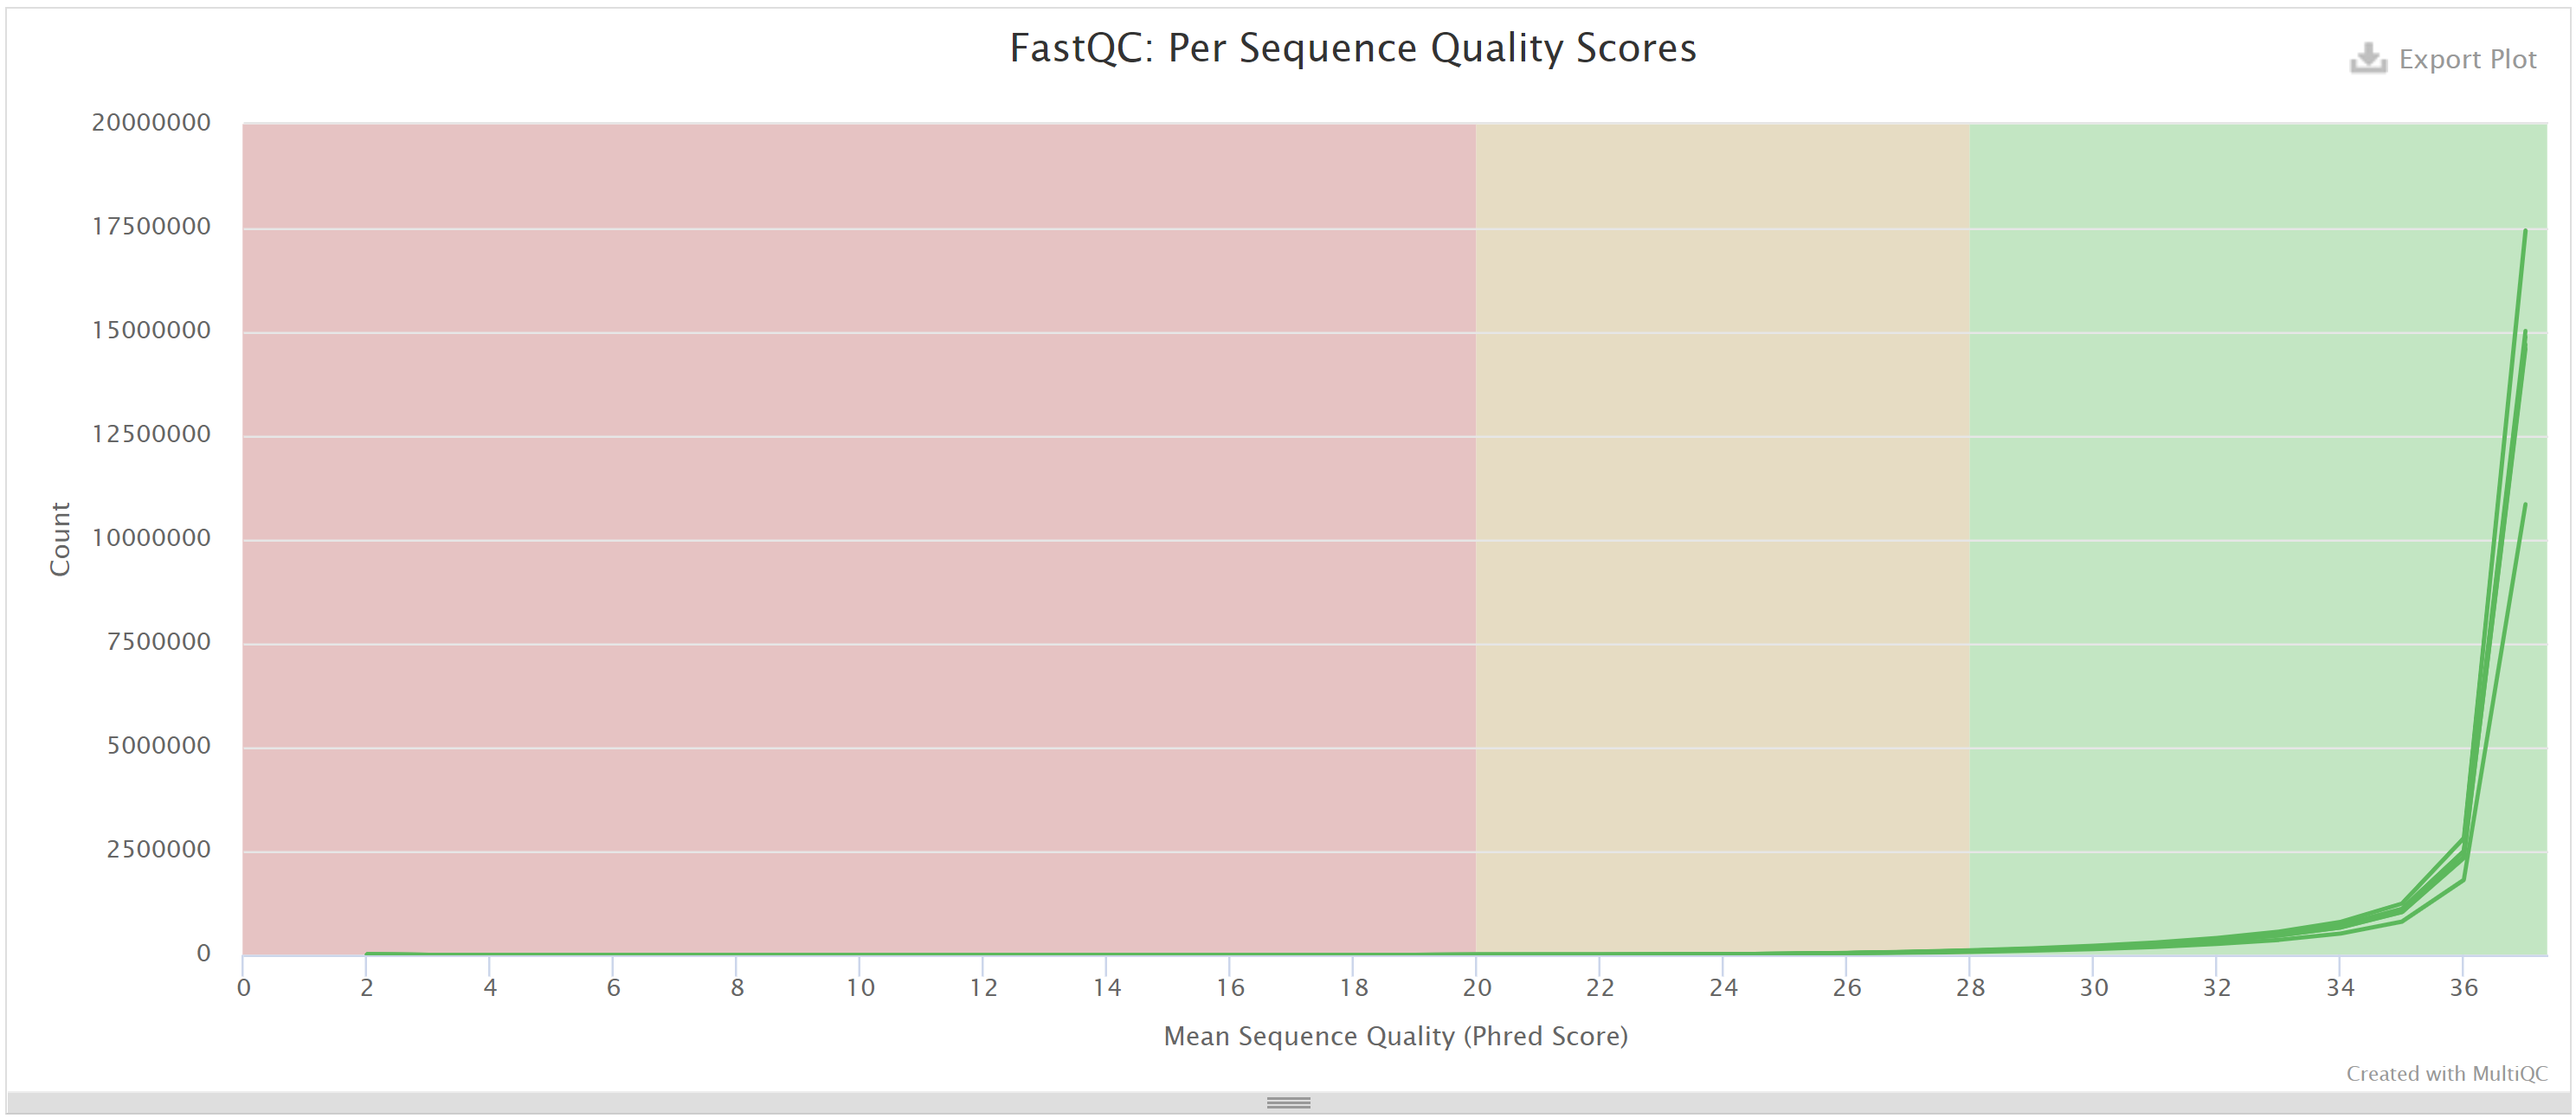 FastQC: Per Sequence Quality Scores
Export Plot
20000000
17500000
15000000
12500000
10000000
7500000
5000000
2500000
0
Count
0 2 4 6 8 10 12 14 16 18 20 22 24 26 28 30 32 34 36
Mean Sequence Quality (Phred Score)
Created with MultiQC